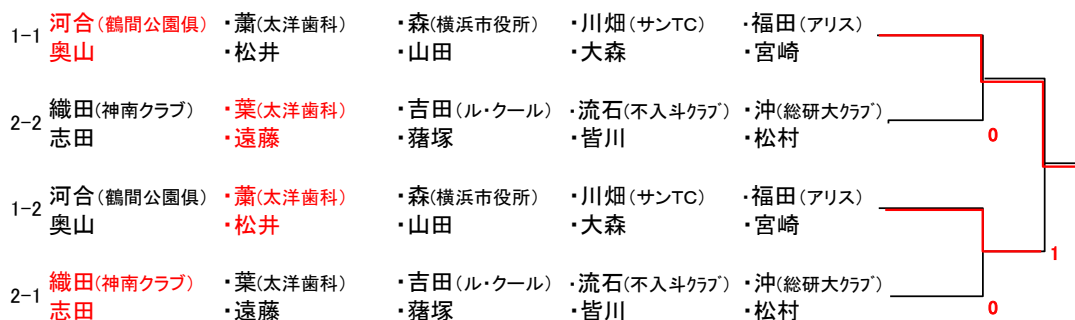 1-1 河合(鶴間公園倶) ・蕭(太洋歯科) ・森(横浜市役所) ・川畑(サンTC) ・福田(アリス)
奥山 ・松井 ・山田 ・大森 ・宮崎
2-2 織田(神南クラブ) ・葉(太洋歯科) ・吉田(ル・クール) ・流石(不入斗クラブ) ・沖(総研大クラブ)
志田 ・遠藤 ・藷塚 ・皆川 ・松村
0
1-2 河合(鶴間公園倶) ・蕭(太洋歯科) ・森(横浜市役所) ・川畑(サンTC) ・福田(アリス)
奥山 ・松井 ・山田 ・大森 ・宮崎
1
2-1 織田(神南クラブ) ・葉(太洋歯科) ・吉田(ル・クール) ・流石(不入斗クラブ) ・沖(総研大クラブ)
志田 ・遠藤 ・藷塚 ・皆川 ・松村
0